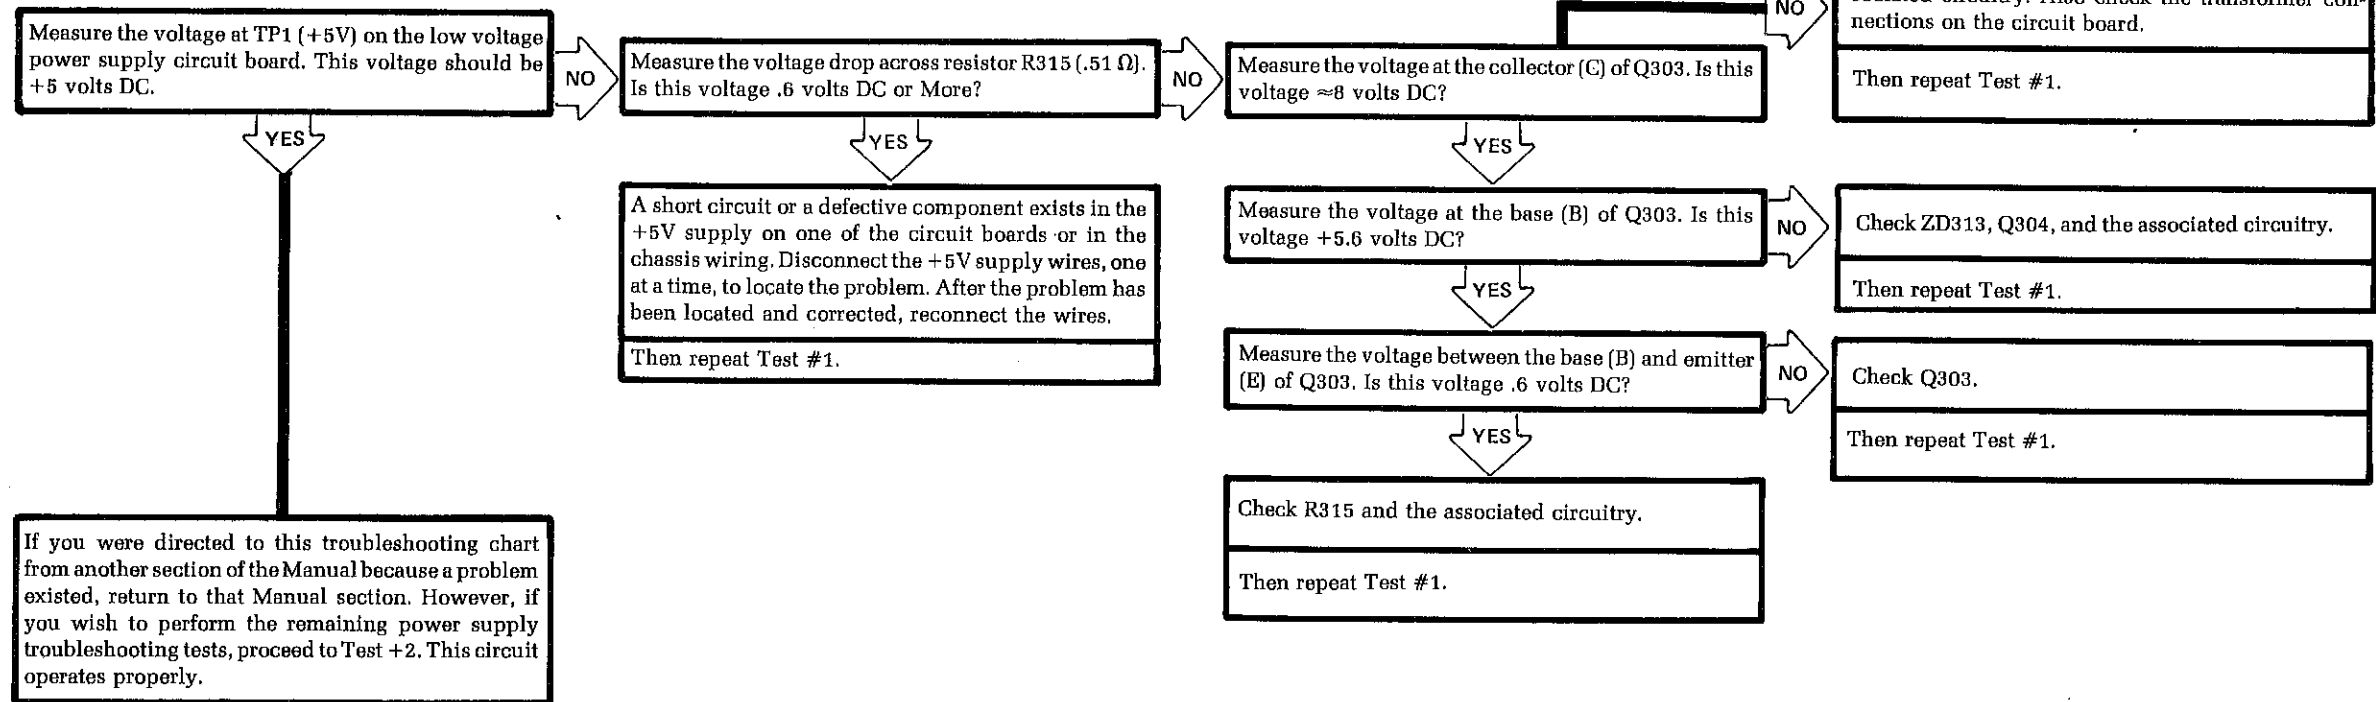 Measure the voltage at TP1 (+5V) on the low voltage
power supply circuit board. This voltage should be
+5 volts DC.
NO
Measure the voltage drop across resistor R315 (.51 Ω).
Is this voltage .6 volts DC or More?
NO
Measure the voltage at the collector (C) of Q303. Is this
voltage ≈8 volts DC?
NO
nections on the circuit board.
Then repeat Test #1.
YES
YES
YES
A short circuit or a defective component exists in the
+5V supply on one of the circuit boards or in the
chassis wiring. Disconnect the +5V supply wires, one
at a time, to locate the problem. After the problem has
been located and corrected, reconnect the wires.
Then repeat Test #1.
Measure the voltage at the base (B) of Q303. Is this
voltage +5.6 volts DC?
NO
Check ZD313, Q304, and the associated circuitry.
Then repeat Test #1.
YES
Measure the voltage between the base (B) and emitter
(E) of Q303. Is this voltage .6 volts DC?
NO
Check Q303.
Then repeat Test #1.
YES
Check R315 and the associated circuitry.
Then repeat Test #1.
If you were directed to this troubleshooting chart
from another section of the Manual because a problem
existed, return to that Manual section. However, if
you wish to perform the remaining power supply
troubleshooting tests, proceed to Test +2. This circuit
operates properly.